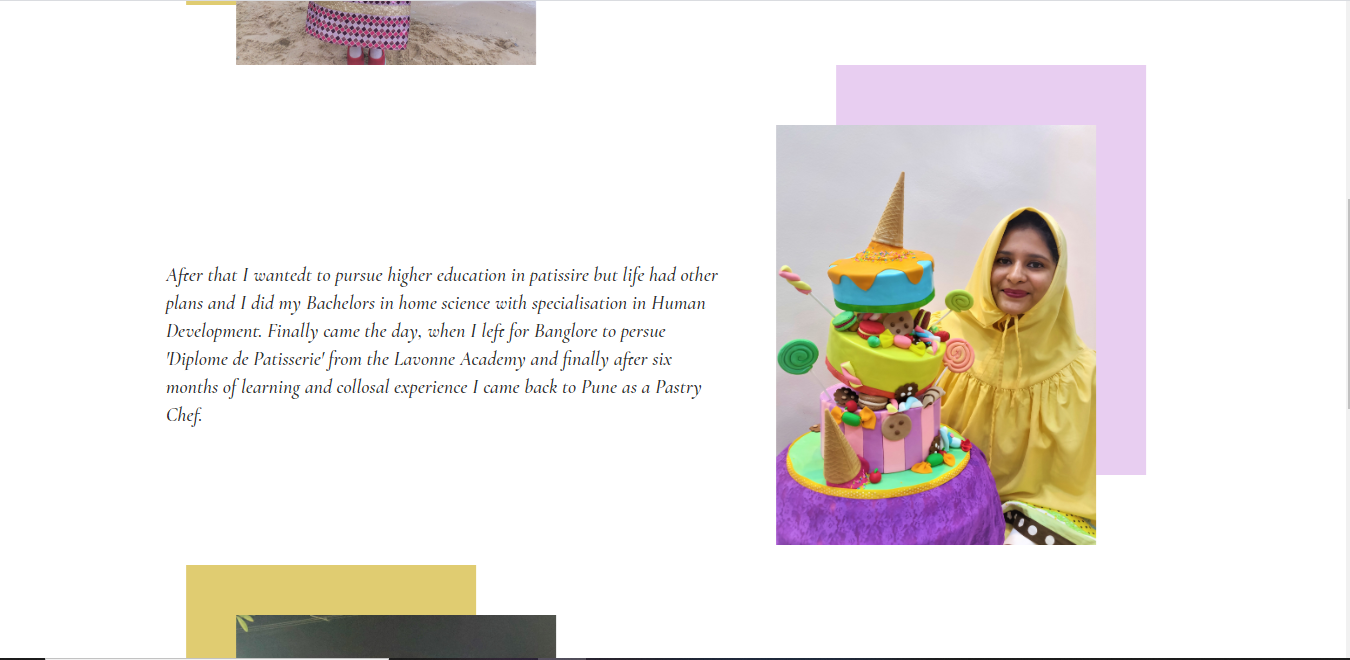 After that I wantedt to pursue higher education in patissire but life had other
plans and I did my Bachelors in home science with specialisation in Human
Development. Finally came the day, when I left for Banglore to persue
'Diplome de Patisserie' from the Lavonne Academy and finally after six
months of learning and collosal experience I came back to Pune as a Pastry
Chef.